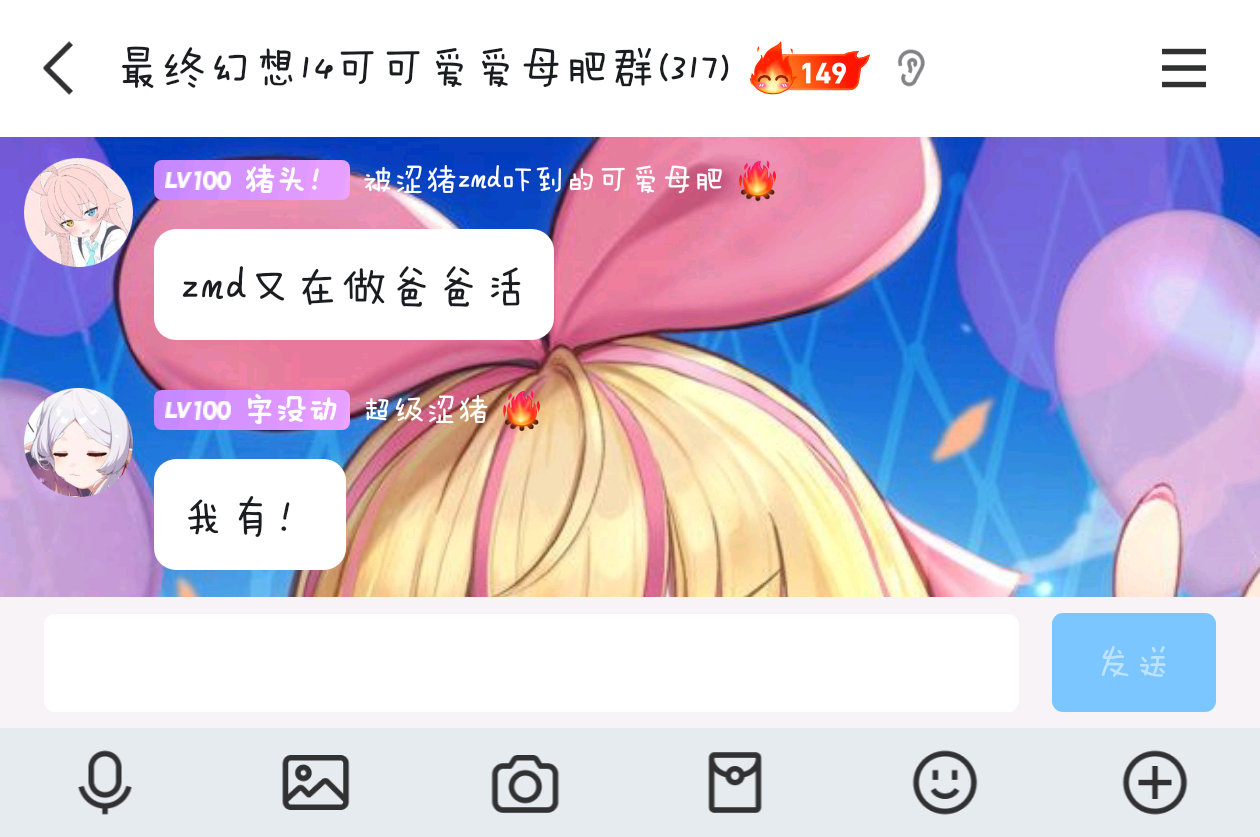 最终幻想14可可爱爱母肥群(317) 149
LV100 猪头! 被涩猪zmd吓到的可爱母肥
zmd又在做爸爸活
LV100 字没动 超级涩猪
我有!
发送